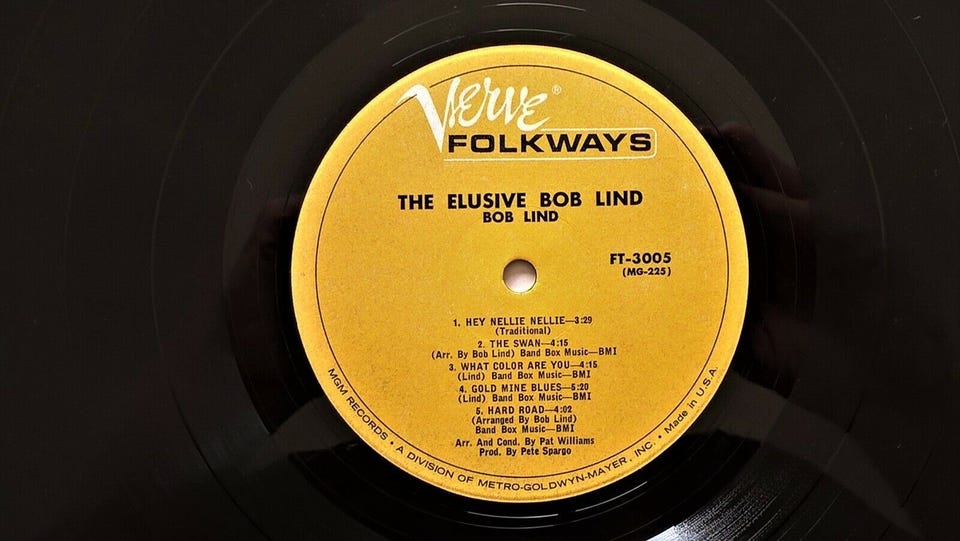 Verve®
FOLKWAYS
THE ELUSIVE BOB LIND
BOB LIND
FT-3005
(MG-225)
1. HEY NELLIE NELLIE—3:29
(Traditional)
2. THE SWAN—4:15
(Arr. By Bob Lind) Band Box Music—BMI
3. WHAT COLOR ARE YOU—4:15
(Lind) Band Box Music—BMI
4. GOLD MINE BLUES—5:20
(Lind) Band Box Music—BMI
5. HARD ROAD—4:02
(Arranged By Bob Lind)
Band Box Music—BMI
Arr. And Cond. By Pat Williams
Prod. By Pete Spargo
MGM RECORDS • A DIVISION OF METRO-GOLDWYN-MAYER, INC. • Made in U.S.A.